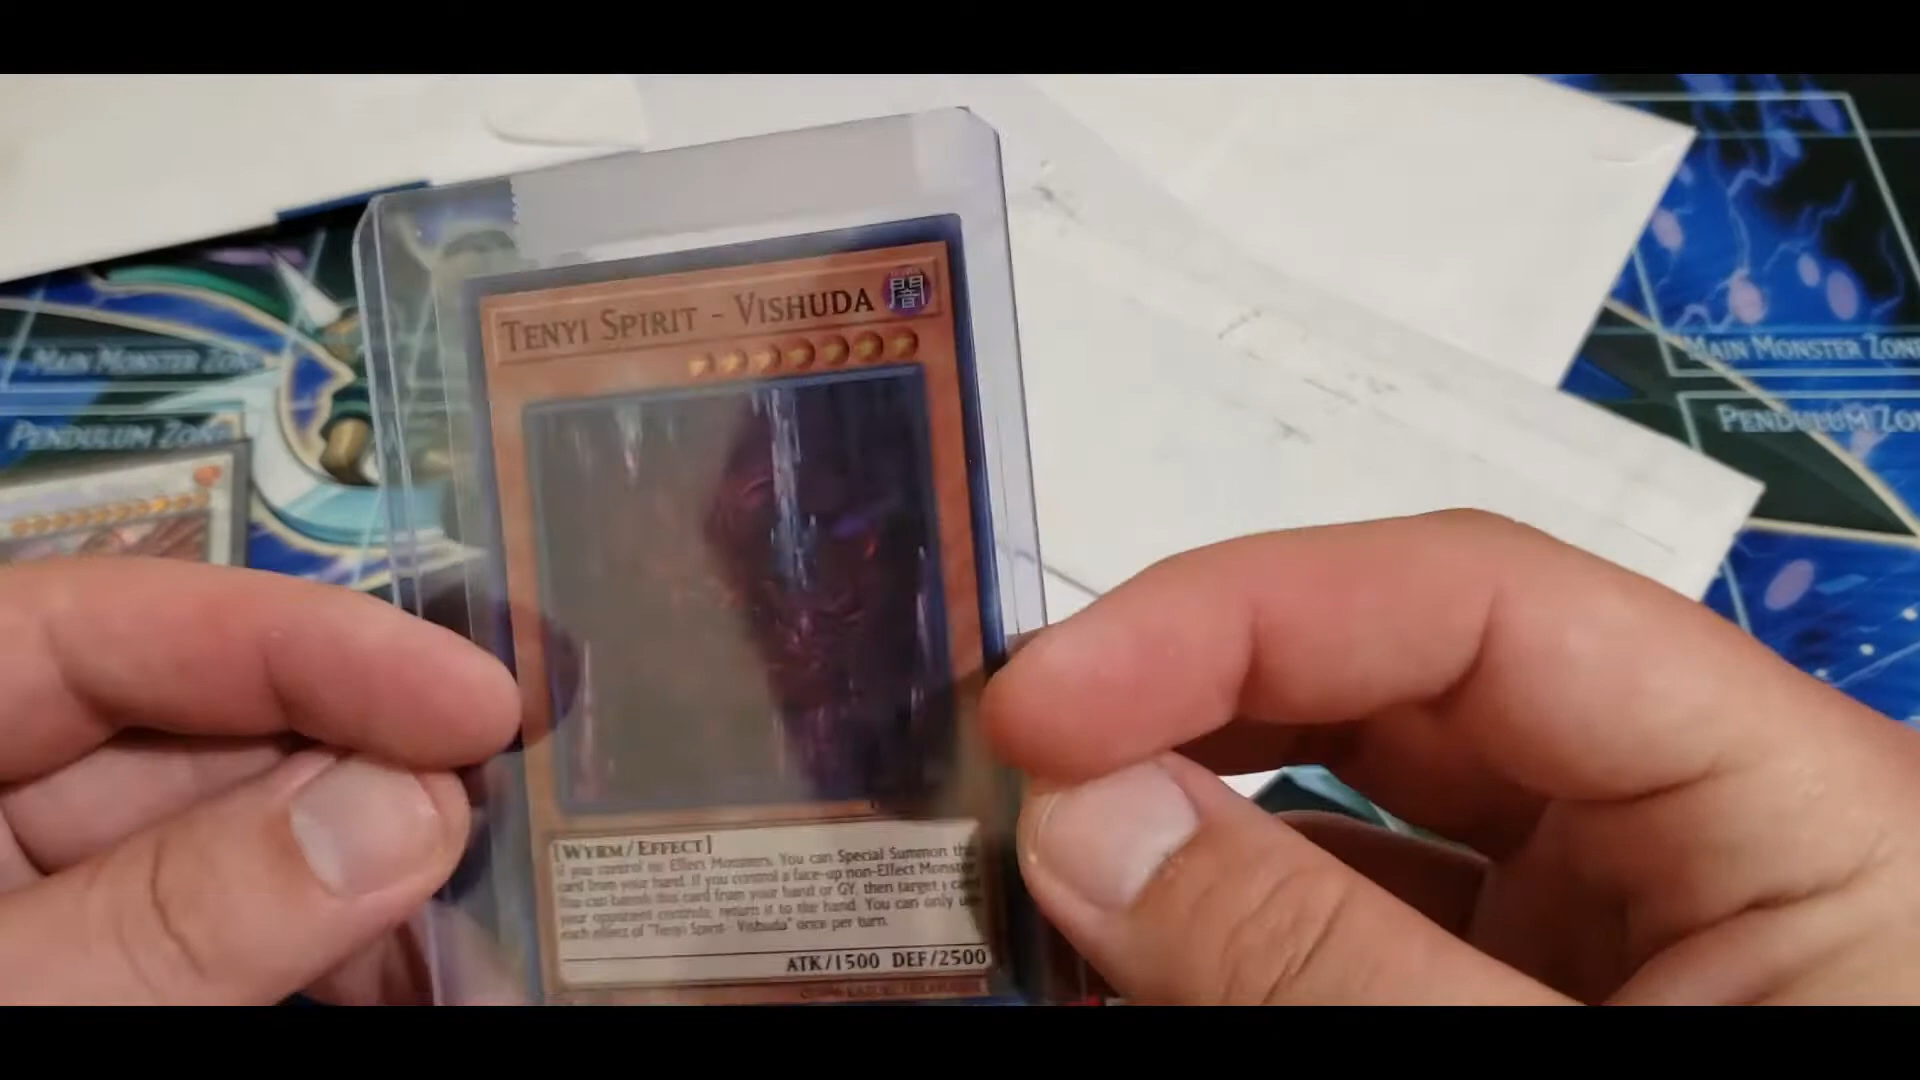 TENYI SPIRIT - VISHUDA 闇
MAIN MONSTER ZONE
MAIN MONSTER ZONE
PENDULUM ZONE
PENDULUM ZO
[WYRM/EFFECT]
If you control no Effect Monsters, You can Special Summon th
card from your hand. If you control a face-up non-Effect Monster
You can banish this card from your hand or GY, then target 1 card
your opponent controls; return it to the hand. You can only u
each effect of "Tenyi Spirit - Vishuda" once per turn.
ATK/1500 DEF/2500